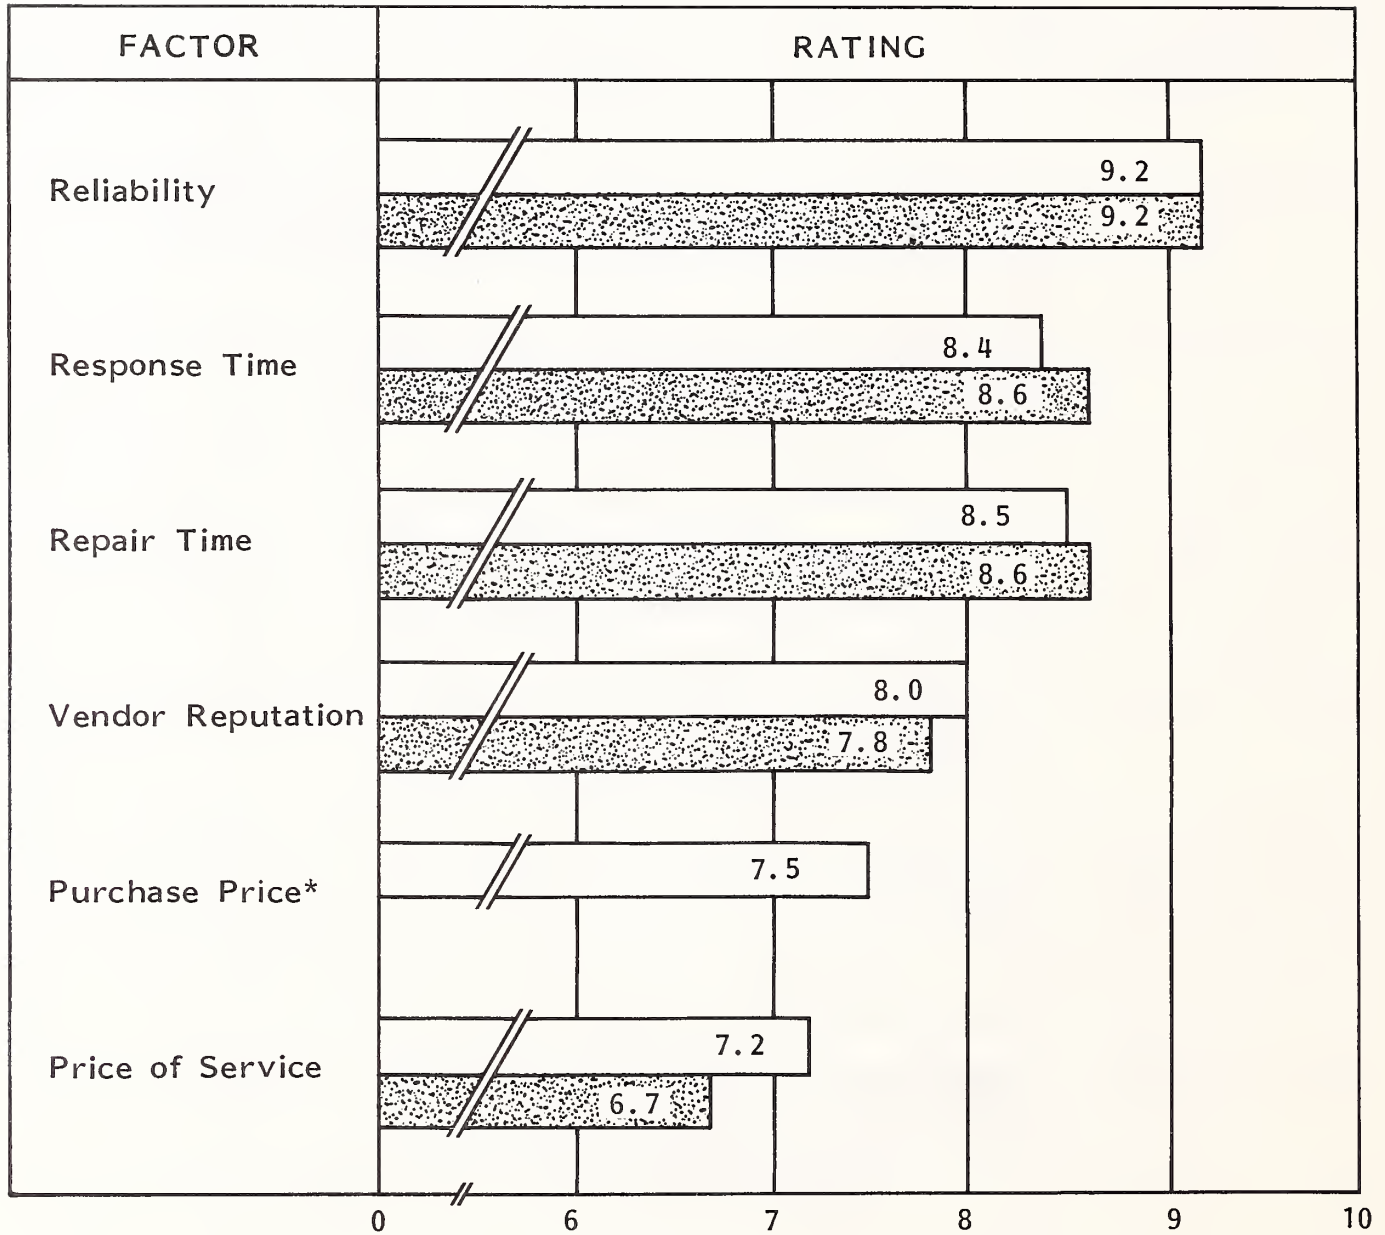 FACTOR RATING
Reliability
9.2
9.2
Response Time
8.4
8.6
Repair Time
8.5
8.6
Vendor Reputation
8.0
7.8
Purchase Price*
7.5
Price of Service
7.2
6.7
0 6 7 8 9 10